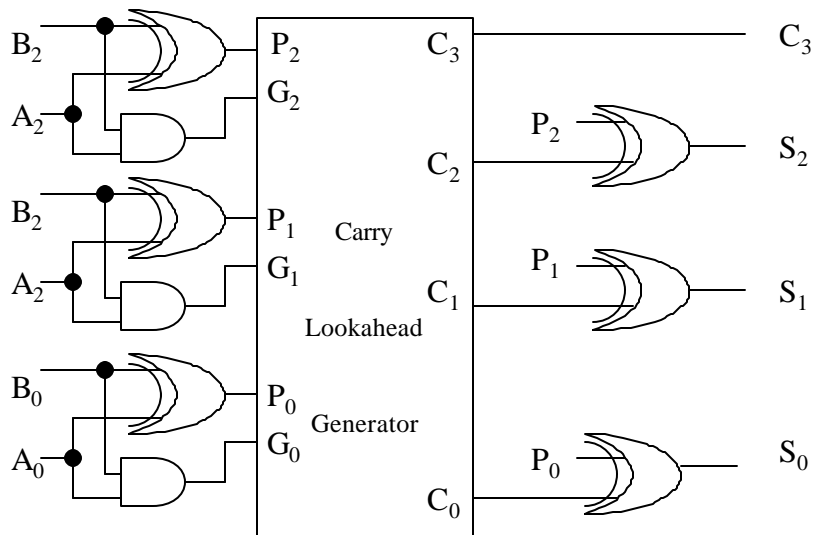 B₂
A₂
B₂
A₂
B₀
A₀
P₂
G₂
P₁
G₁
P₀
G₀
Carry
Lookahead
Generator
C₃
C₂
C₁
C₀
P₂
P₁
P₀
C₃
S₂
S₁
S₀